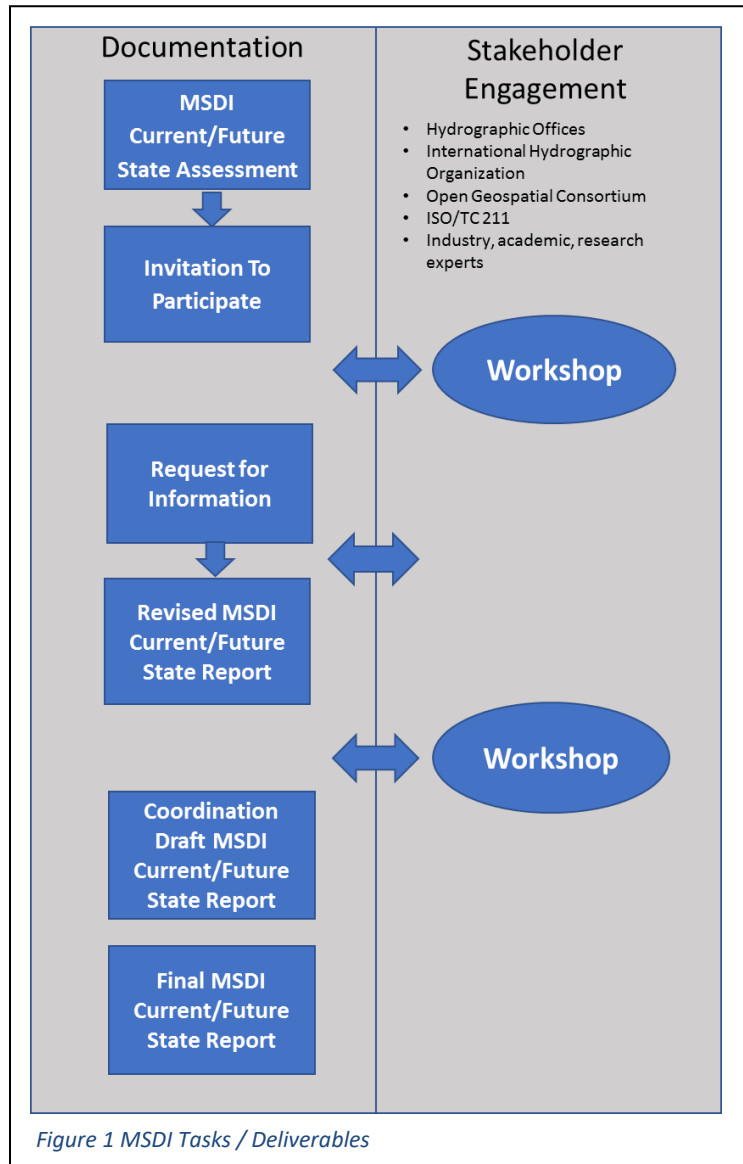 Documentation
MSDI
Current/Future
State Assessment
Invitation To
Participate
Request for
Information
Revised MSDI
Current/Future
State Report
Coordination
Draft MSDI
Current/Future
State Report
Final MSDI
Current/Future
State Report
Stakeholder
Engagement
• Hydrographic Offices
• International Hydrographic
Organization
• Open Geospatial Consortium
• ISO/TC 211
• Industry, academic, research
experts
Workshop
Workshop
Figure 1 MSDI Tasks / Deliverables